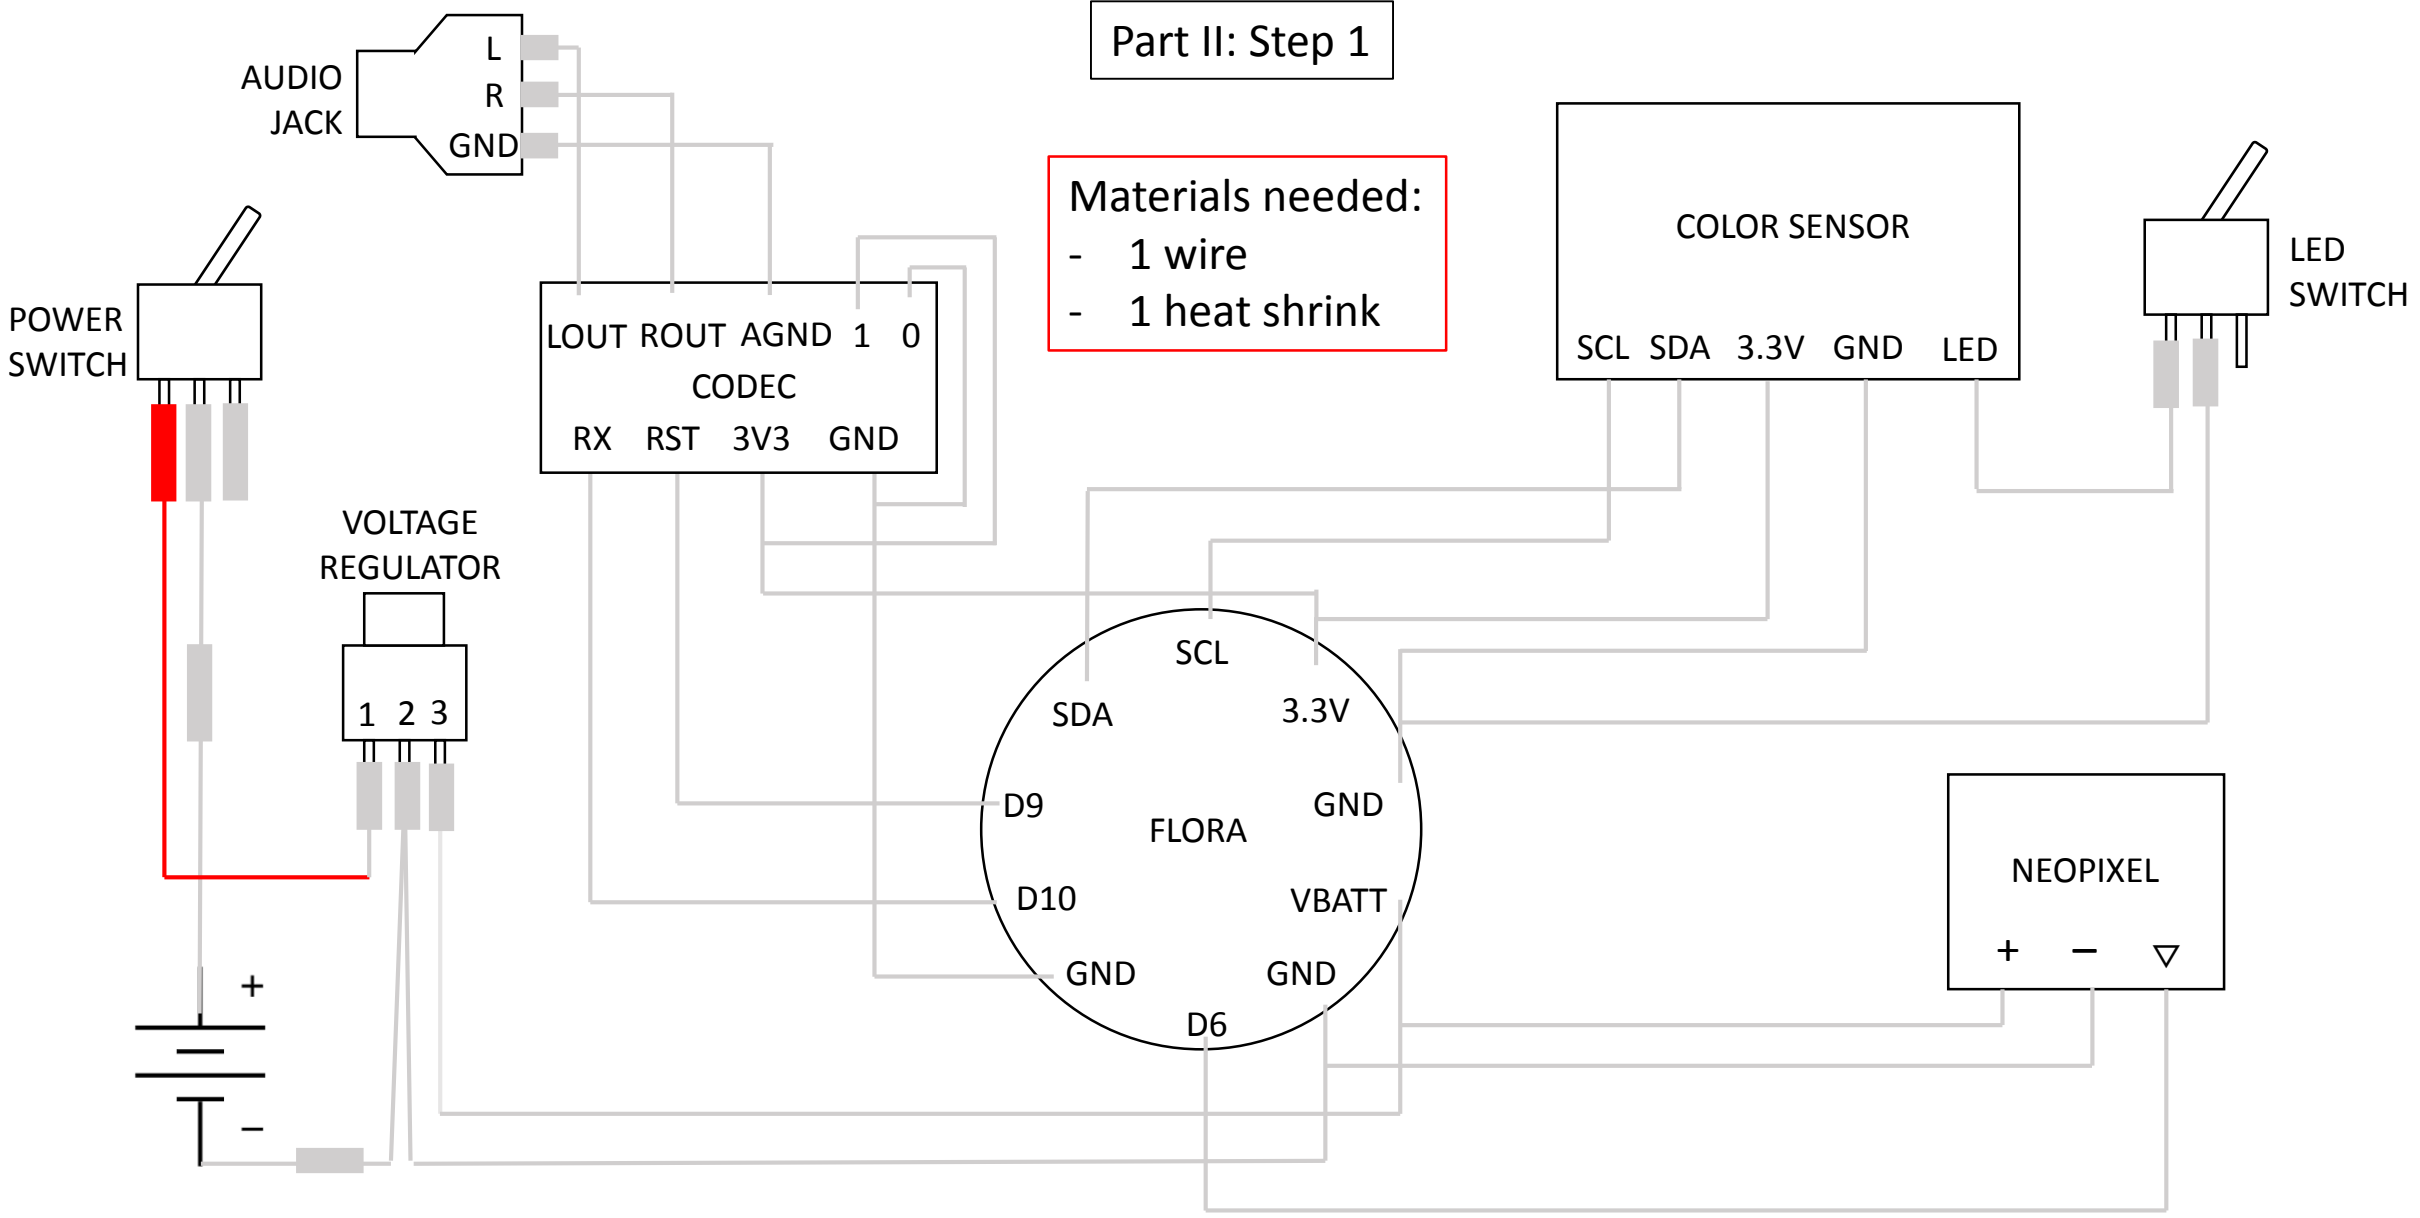 Part II: Step 1
AUDIO
JACK
L
R
GND
Materials needed:
- 1 wire
- 1 heat shrink
POWER
SWITCH
LOUT ROUT AGND 1 0
CODEC
RX RST 3V3 GND
COLOR SENSOR
SCL SDA 3.3V GND LED
LED
SWITCH
VOLTAGE
REGULATOR
1 2 3
SCL
SDA
3.3V
D9
GND
FLORA
D10
VBATT
GND
GND
D6
NEOPIXEL
+ − ▽
+
−